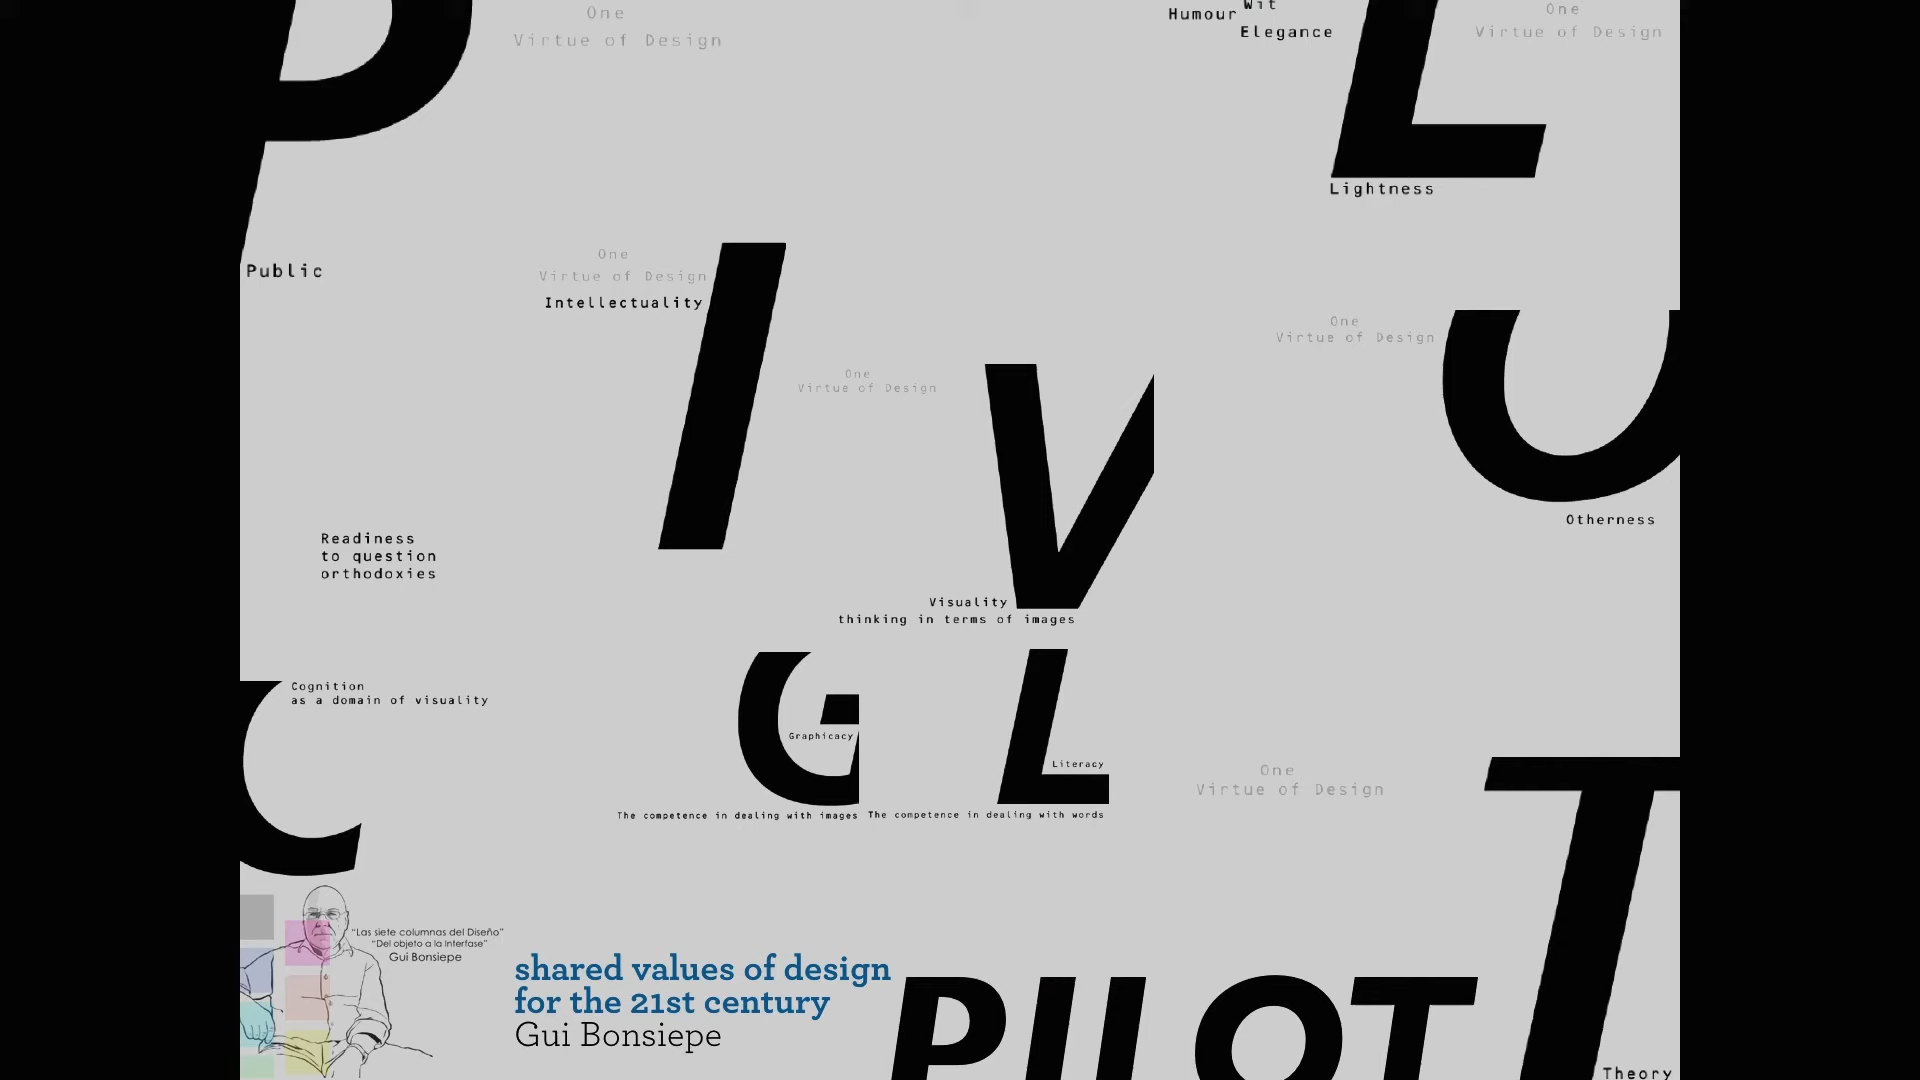 P
One
Virtue of Design
Public
Humour
Wit
Elegance
L
One
Virtue of Design
Lightness
One
Virtue of Design
Intellectuality
I
One
Virtue of Design
V
Visuality
thinking in terms of images
One
Virtue of Design
O
Otherness
Readiness
to question
orthodoxies
C
Cognition
as a domain of visuality
G
Graphicacy
The competence in dealing with images
L
Literacy
The competence in dealing with words
One
Virtue of Design
T
Theory
“Las siete columnas del Diseño”
“Del objeto a la Interfase”
Gui Bonsiepe
shared values of design
for the 21st century
Gui Bonsiepe
PILOT